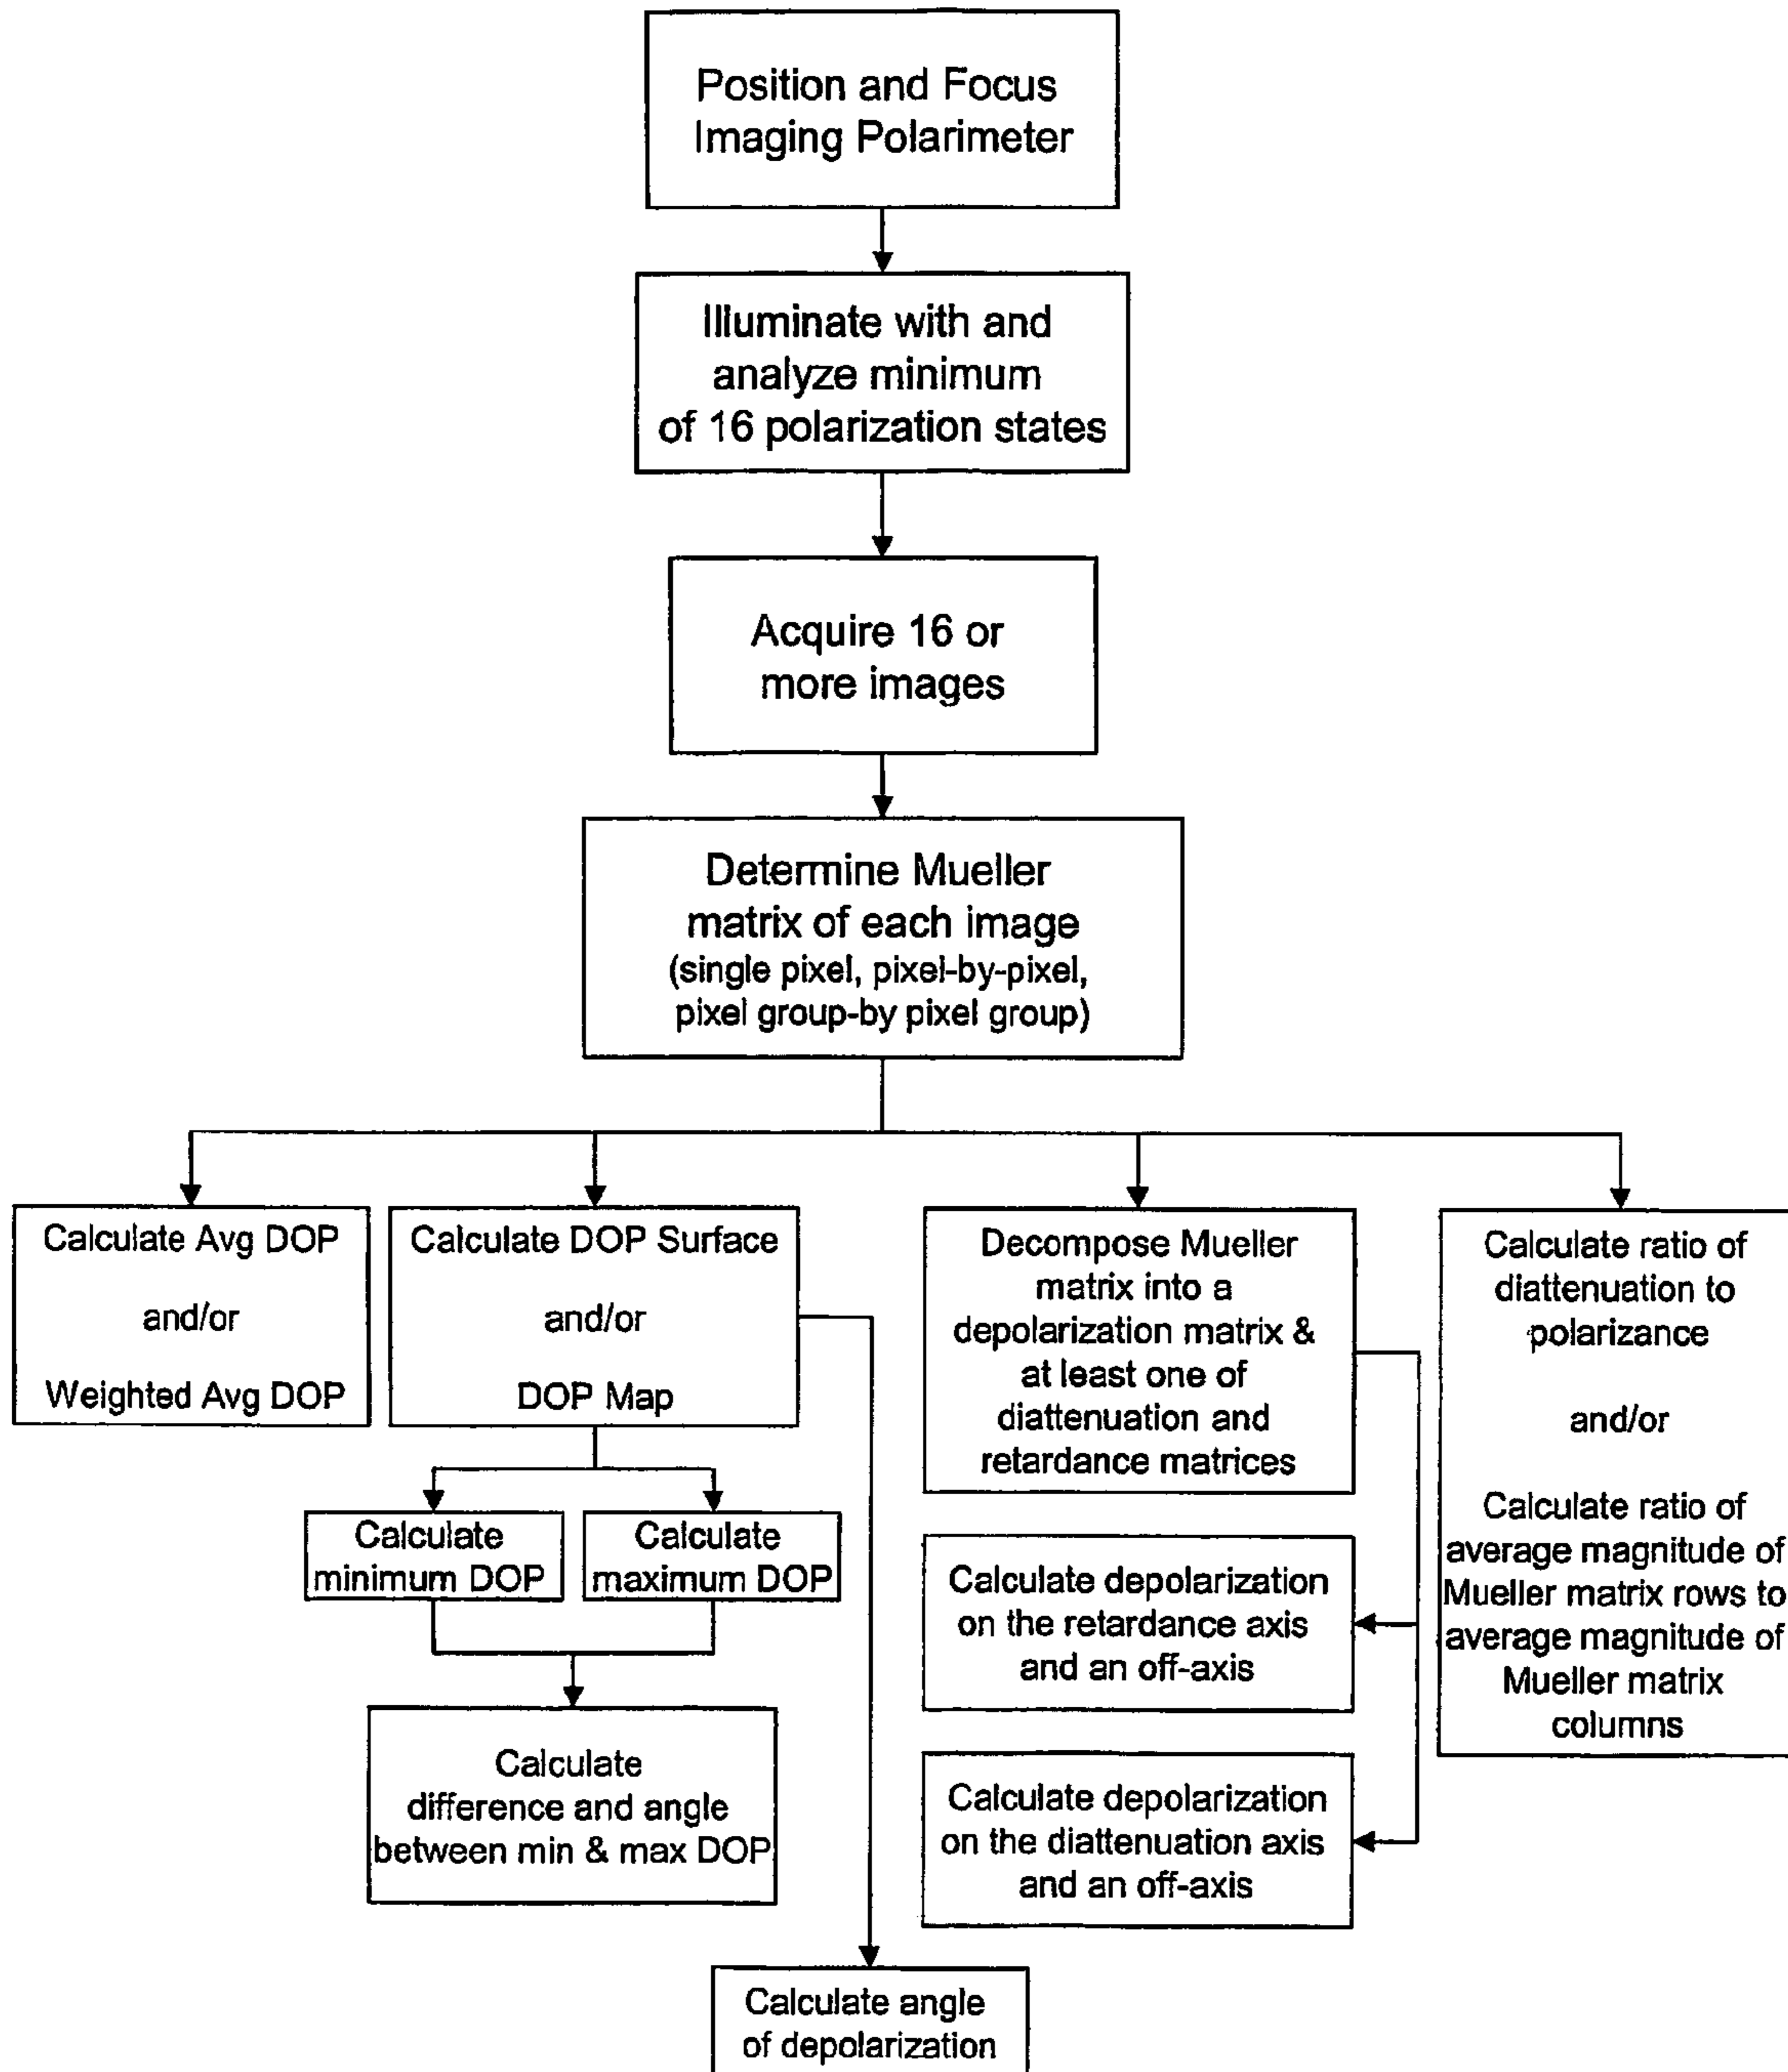 Position and Focus
Imaging Polarimeter
Illuminate with and
analyze minimum
of 16 polarization states
Acquire 16 or
more images
Determine Mueller
matrix of each image
(single pixel, pixel-by-pixel,
pixel group-by pixel group)
Calculate Avg DOP
and/or
Weighted Avg DOP
Calculate DOP Surface
and/or
DOP Map
Calculate
minimum DOP
Calculate
maximum DOP
Calculate
difference and angle
between min & max DOP
Calculate angle
of depolarization
Decompose Mueller
matrix into a
depolarization matrix &
at least one of
diattenuation and
retardance matrices
Calculate depolarization
on the retardance axis
and an off-axis
Calculate depolarization
on the diattenuation axis
and an off-axis
Calculate ratio of
diattenuation to
polarizance
and/or
Calculate ratio of
average magnitude of
Mueller matrix rows to
average magnitude of
Mueller matrix
columns